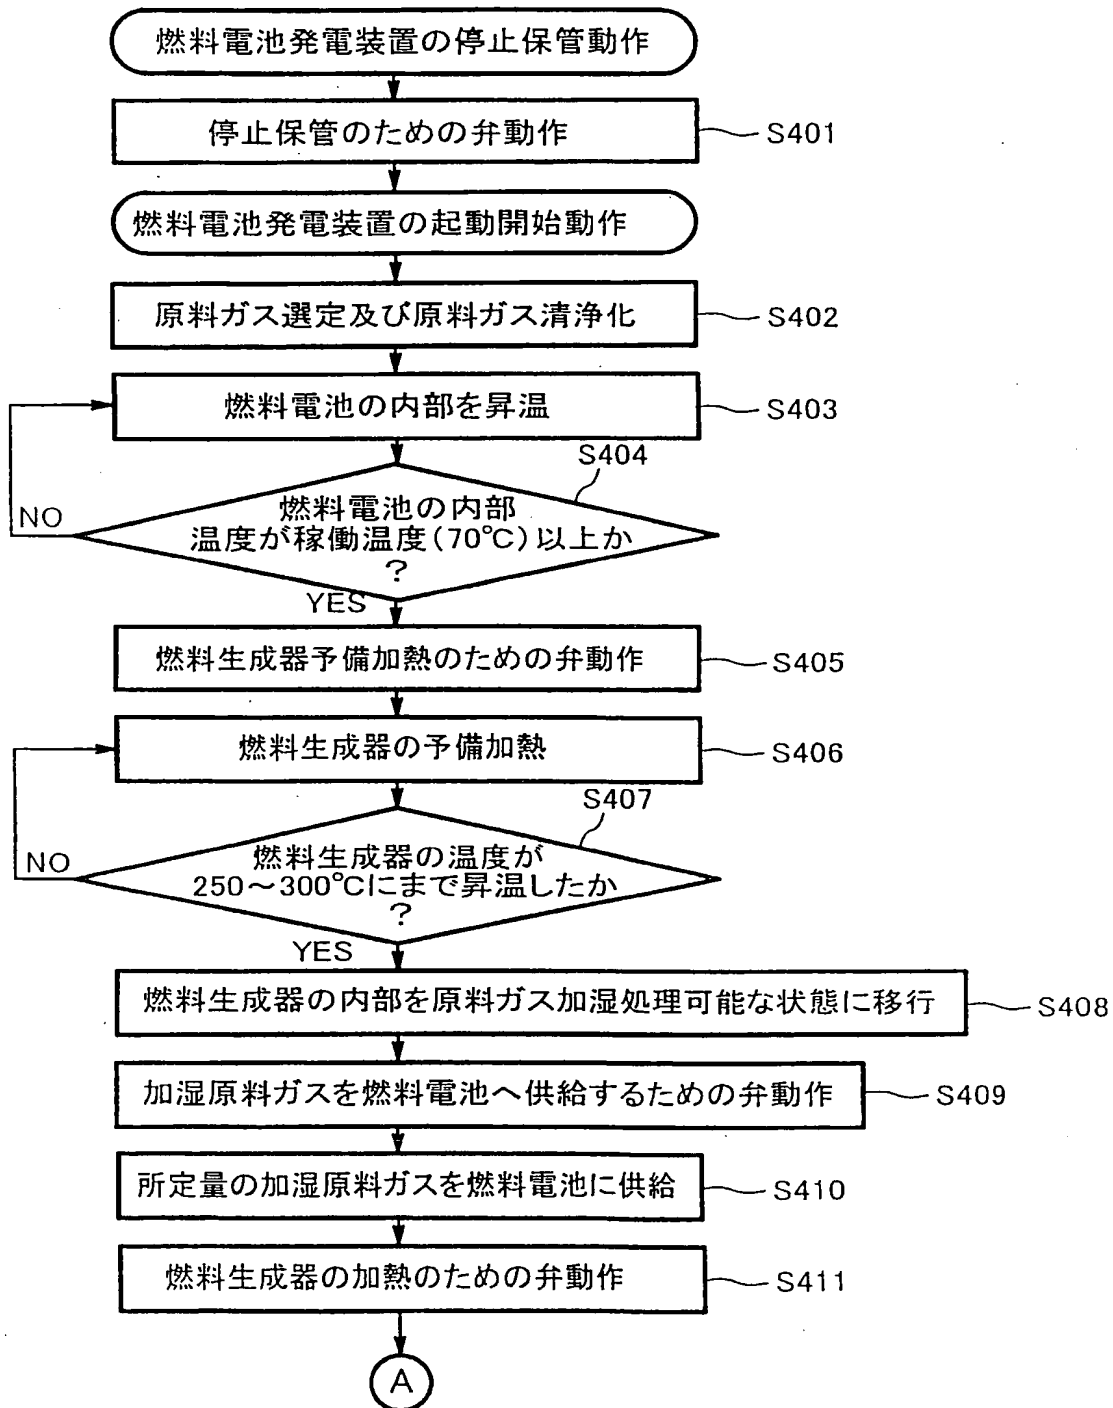 燃料電池発電装置の停止保管動作
停止保管のための弁動作
S401
燃料電池発電装置の起動開始動作
原料ガス選定及び原料ガス清浄化
S402
燃料電池の内部を昇温
S403
S404
燃料電池の内部
温度が稼働温度(70℃)以上か
?
NO
YES
燃料生成器予備加熱のための弁動作
S405
燃料生成器の予備加熱
S406
S407
燃料生成器の温度が
250〜300℃にまで昇温したか
?
NO
YES
燃料生成器の内部を原料ガス加湿処理可能な状態に移行
S408
加湿原料ガスを燃料電池へ供給するための弁動作
S409
所定量の加湿原料ガスを燃料電池に供給
S410
燃料生成器の加熱のための弁動作
S411
A